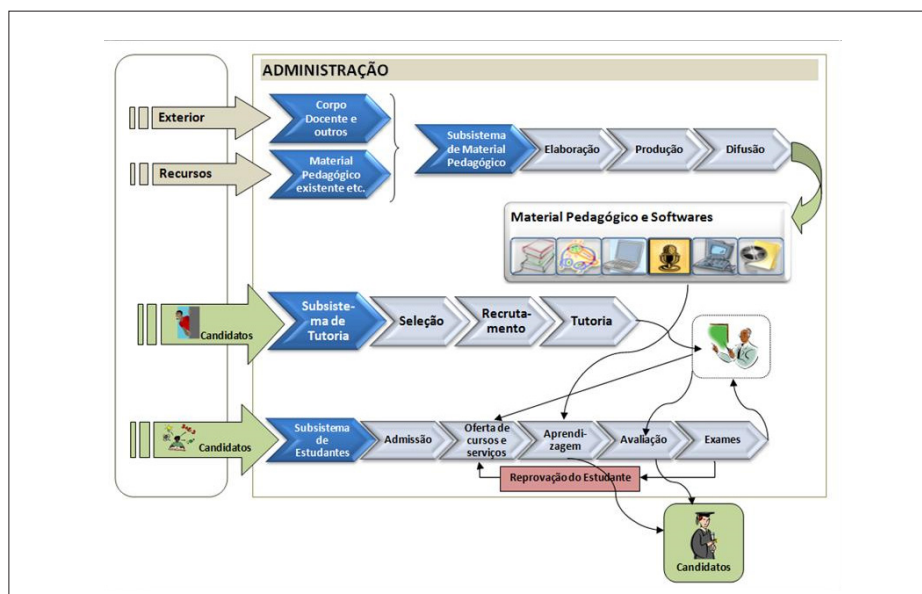 ADMINISTRAÇÃO
Exterior
Corpo
Docente e
outros
Recursos
Material
Pedagógico
existente etc.
Subsistema
de Material
Pedagógico
Elaboração
Produção
Difusão
Material Pedagógico e Softwares
Candidatos
Subsiste-
ma de
Tutoria
Seleção
Recruta-
mento
Tutoria
Candidatos
Subsistema
de
Estudantes
Admissão
Oferta de
cursos e
serviços
Aprendi-
zagem
Avaliação
Exames
Reprovação do Estudante
Candidatos